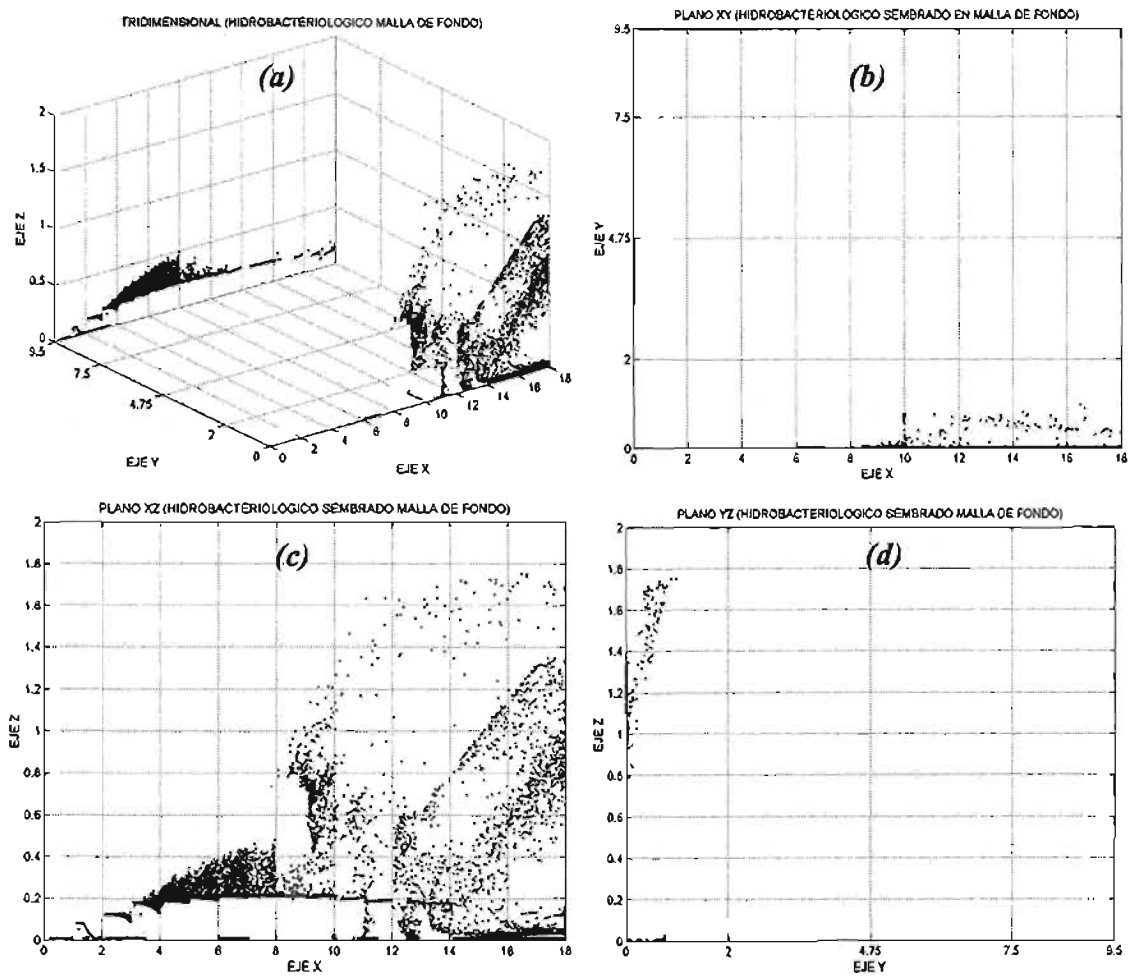 TRIDIMENSIONAL (HIDROBACTERIOLOGICO MALLA DE FONDO)
(a)
2
1.5
1
0.5
0
EJE Z
9.5
7.5
4.75
2
0
EJE Y
0
2
4
6
8
10
12
14
16
18
EJE X
PLANO XY (HIDROBACTERIOLOGICO SEMBRADO EN MALLA DE FONDO)
(b)
9.5
7.5
4.75
2
0
EJE Y
0 2 4 6 8 10 12 14 16 18
EJE X
PLANO XZ (HIDROBACTERIOLOGICO SEMBRADO MALLA DE FONDO)
(c)
2
1.8
1.6
1.4
1.2
1
0.8
0.6
0.4
0.2
0
EJE Z
0 2 4 6 8 10 12 14 16 18
EJE X
PLANO YZ (HIDROBACTERIOLOGICO SEMBRADO MALLA DE FONDO)
(d)
2
1.8
1.6
1.4
1.2
1
0.8
0.6
0.4
0.2
0
EJE Z
0 2 4.75 7.5 9.5
EJE Y